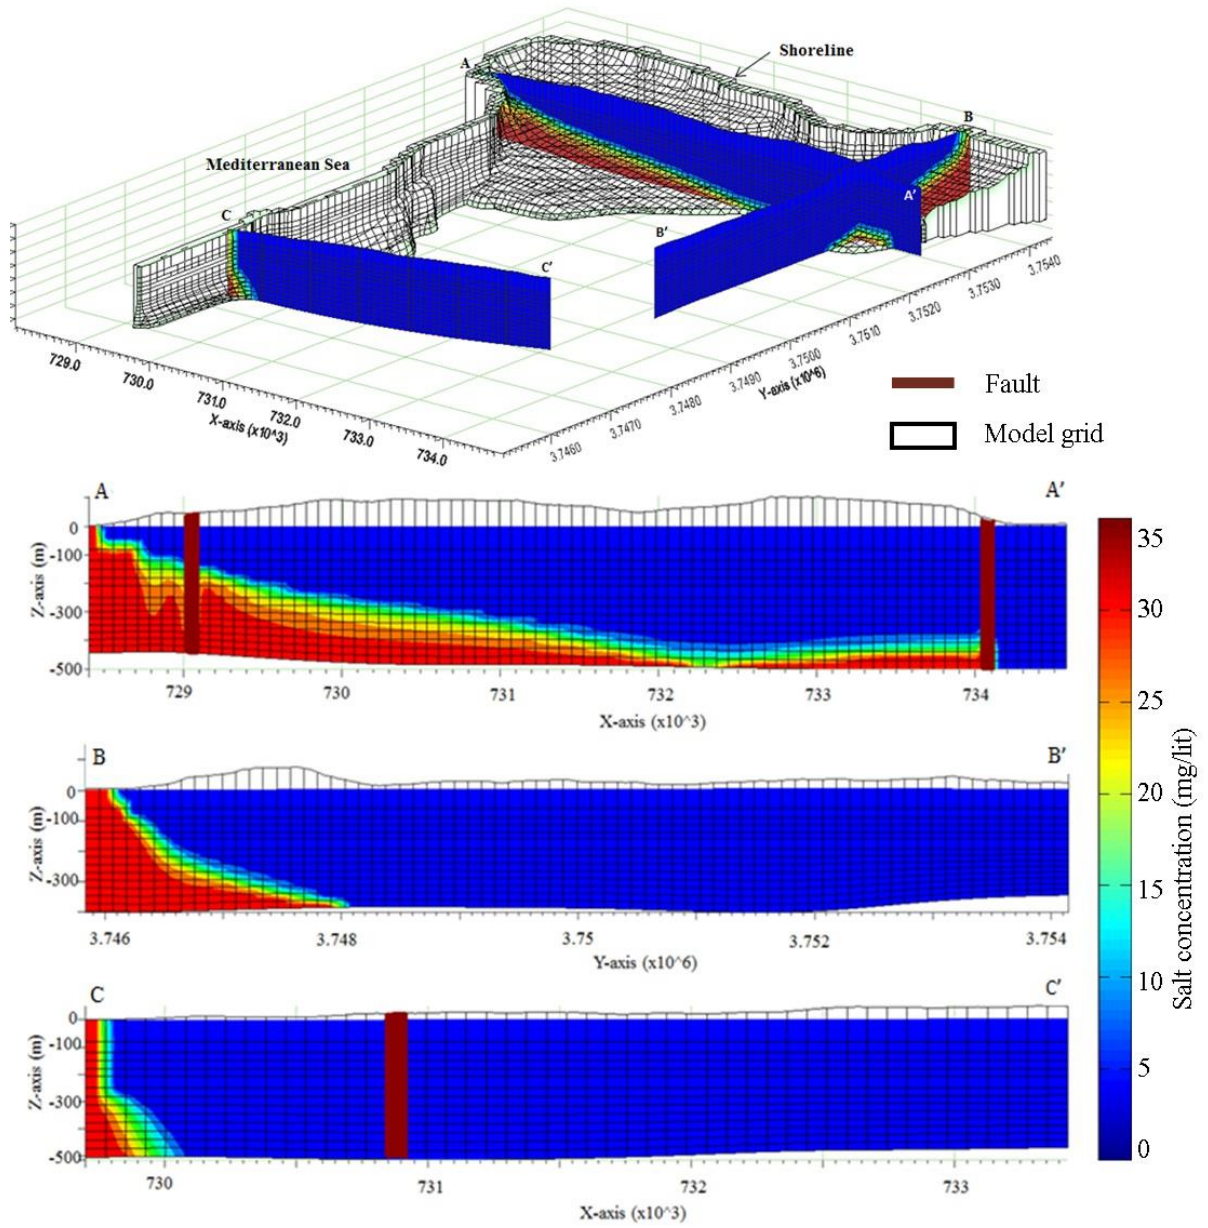 Shoreline
A
B
Mediterranean Sea
C
A'
B'
C'
729.0
730.0
731.0
732.0
733.0
734.0
X-axis (x10^3)
3.7460
3.7470
3.7480
3.7490
3.7500
3.7510
3.7520
3.7530
3.7540
Y-axis (x10^6)
Fault
Model grid
A
A'
0
-100
-300
-500
Z-axis (m)
729
730
731
732
733
734
X-axis (x10^3)
B
B'
0
-100
-300
Z-axis (m)
3.746
3.748
3.75
3.752
3.754
Y-axis (x10^6)
C
C'
0
-100
-300
-500
Z-axis (m)
730
731
732
733
X-axis (x10^3)
35
30
25
20
15
10
5
0
Salt concentration (mg/lit)